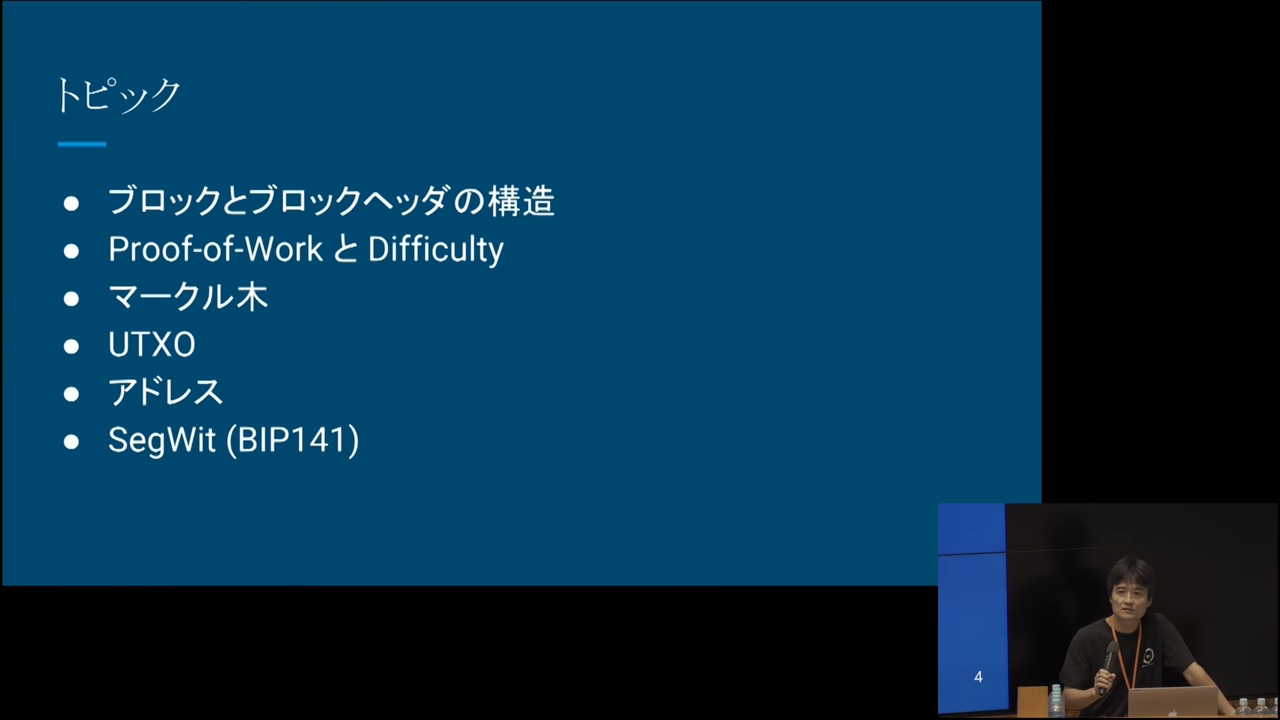 トピック
ブロックとブロックヘッダの構造
Proof-of-Work と Difficulty
マークル木
UTXO
アドレス
SegWit (BIP141)
4